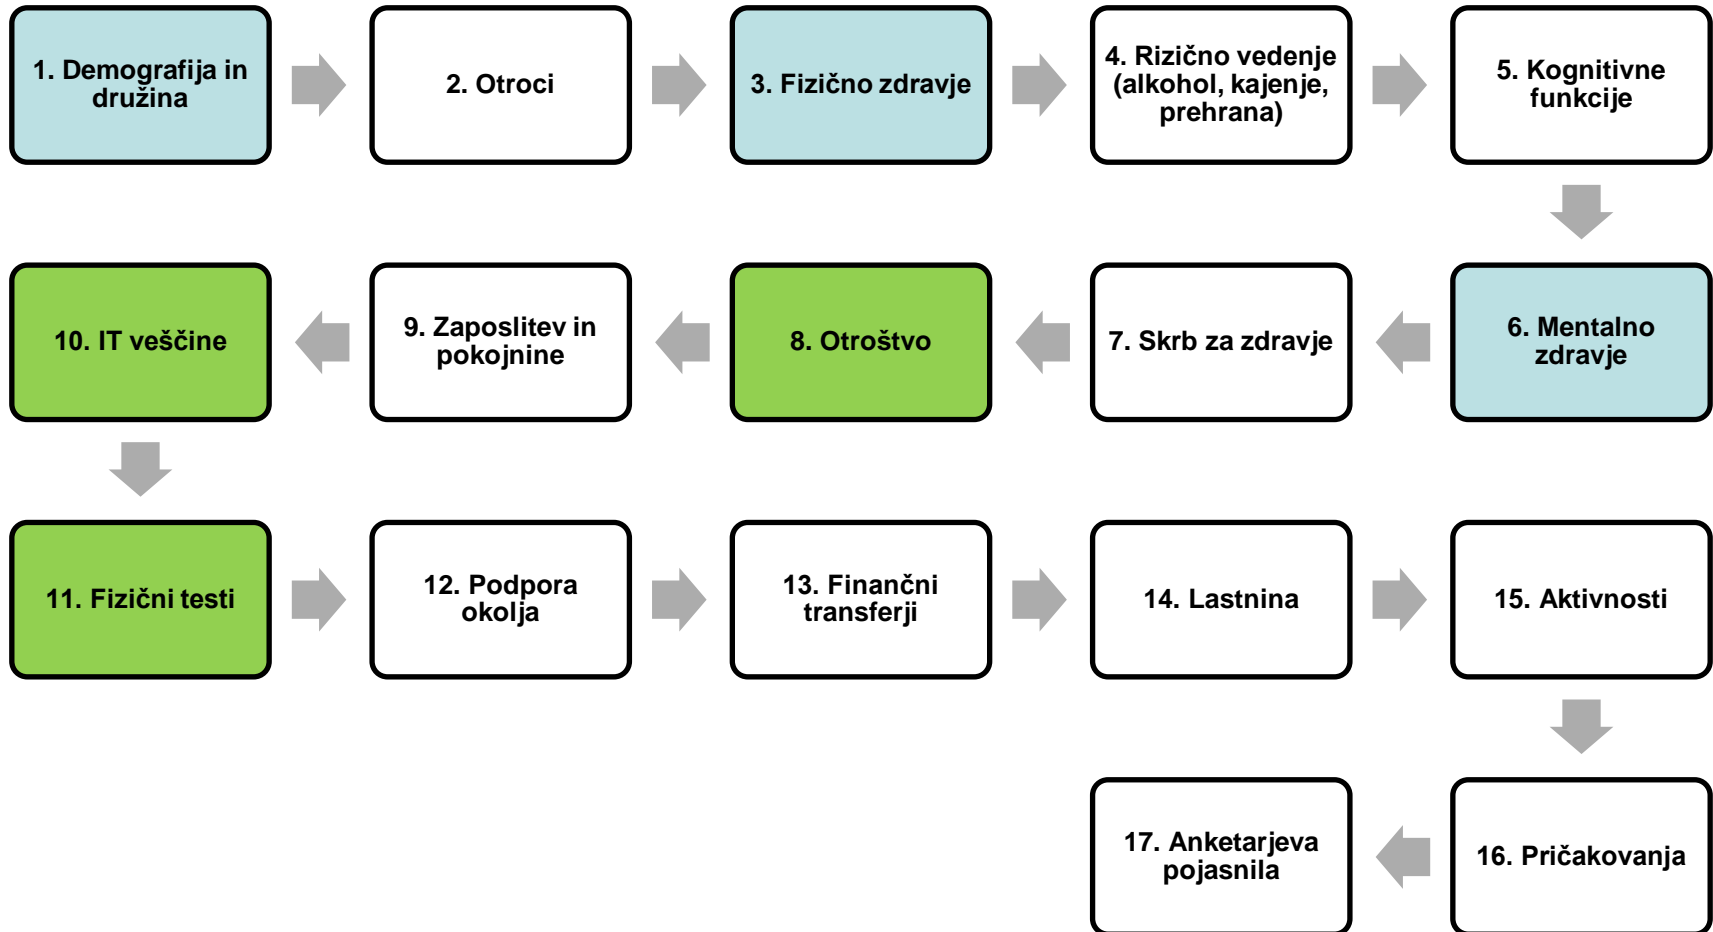 1. Demografija in
družina
2. Otroci
3. Fizično zdravje
4. Rizično vedenje
(alkohol, kajenje,
prehrana)
5. Kognitivne
funkcije
6. Mentalno
zdravje
7. Skrb za zdravje
8. Otroštvo
9. Zaposlitev in
pokojnine
10. IT veščine
11. Fizični testi
12. Podpora
okolja
13. Finančni
transferji
14. Lastnina
15. Aktivnosti
16. Pričakovanja
17. Anketarjeva
pojasnila